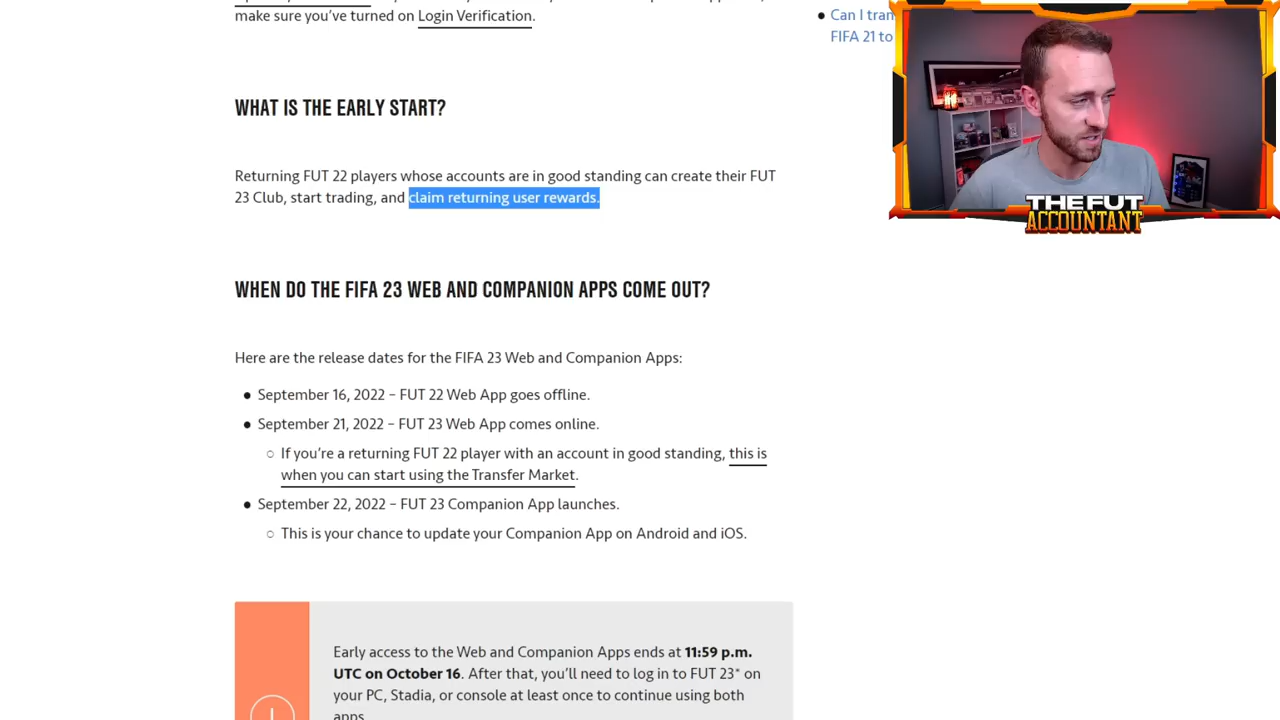 make sure you've turned on Login Verification.
Can I tran
FIFA 21 to
WHAT IS THE EARLY START?
Returning FUT 22 players whose accounts are in good standing can create their FUT
23 Club, start trading, and claim returning user rewards.
THE FUT
ACCOUNTANT
WHEN DO THE FIFA 23 WEB AND COMPANION APPS COME OUT?
Here are the release dates for the FIFA 23 Web and Companion Apps:
● September 16, 2022 – FUT 22 Web App goes offline.
● September 21, 2022 – FUT 23 Web App comes online.
○ If you're a returning FUT 22 player with an account in good standing, this is
when you can start using the Transfer Market.
● September 22, 2022 – FUT 23 Companion App launches.
○ This is your chance to update your Companion App on Android and iOS.
Early access to the Web and Companion Apps ends at 11:59 p.m.
UTC on October 16. After that, you'll need to log in to FUT 23* on
your PC, Stadia, or console at least once to continue using both
apps.